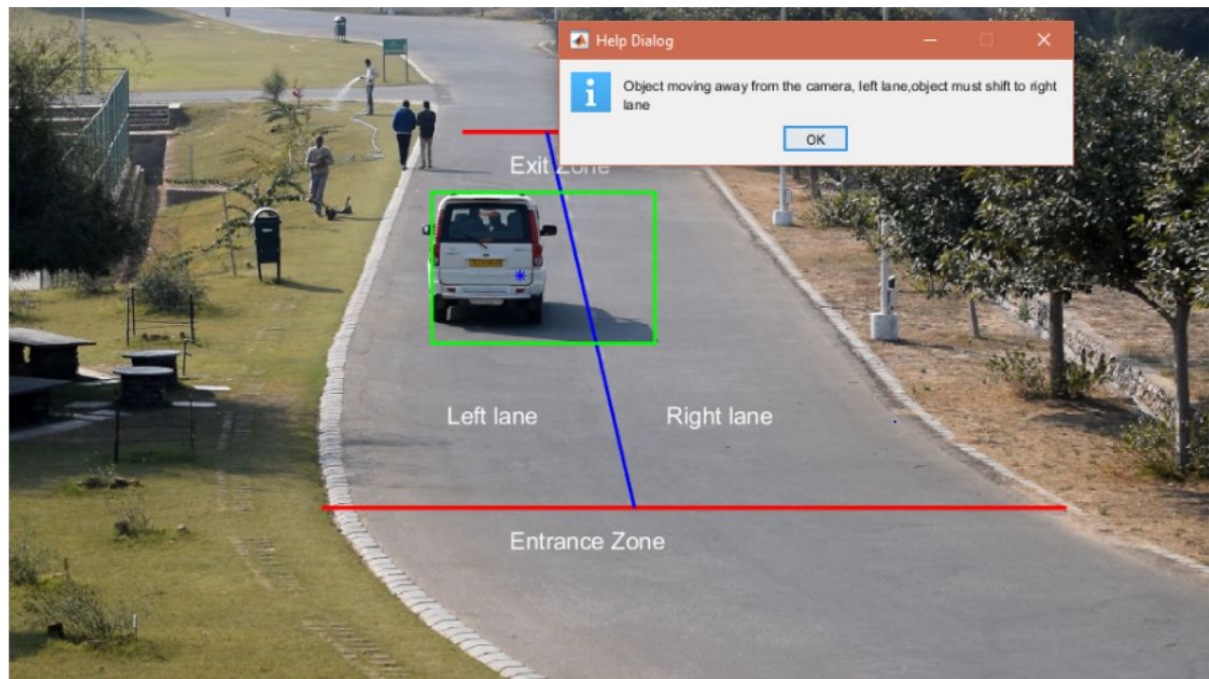 Help Dialog
Object moving away from the camera, left lane,object must shift to right
lane
OK
Exit Zone
Left lane
Right lane
Entrance Zone